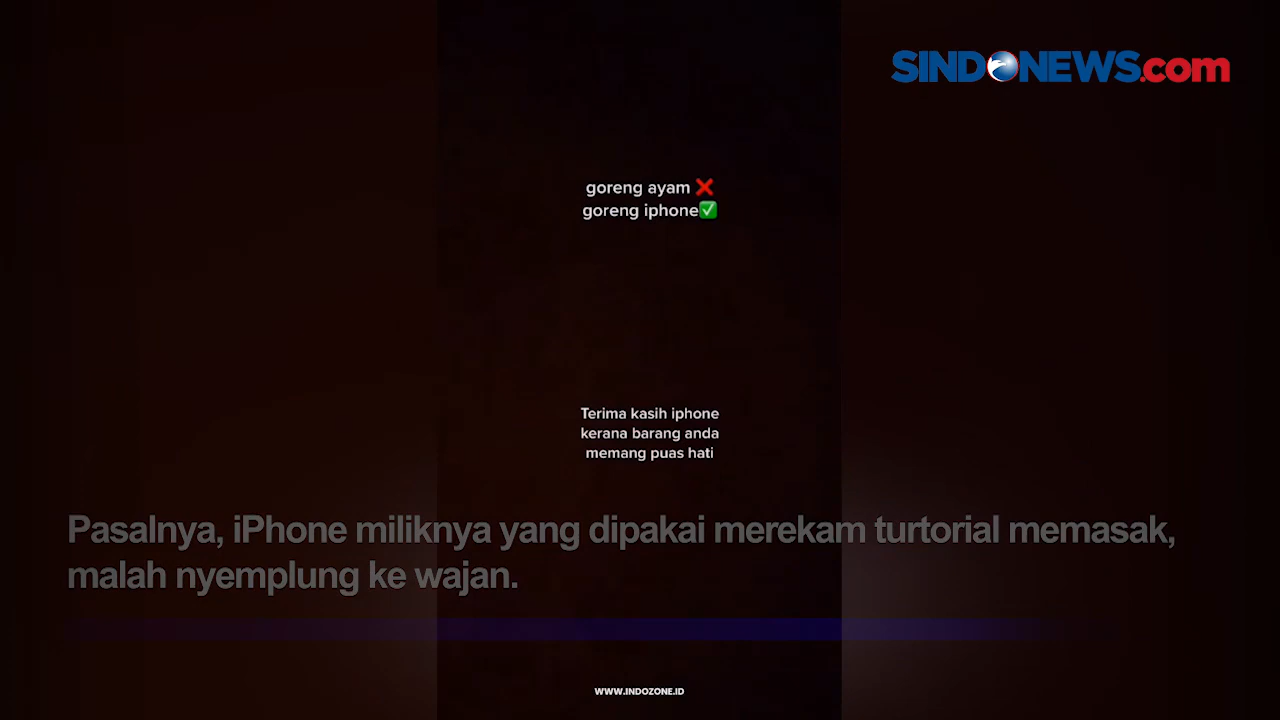 SINDONEWS.com
goreng ayam ❌
goreng iphone✅
Terima kasih iphone
kerana barang anda
memang puas hati
Pasalnya, iPhone miliknya yang dipakai merekam turtorial memasak,
malah nyemplung ke wajan.
WWW.INDOZONE.ID